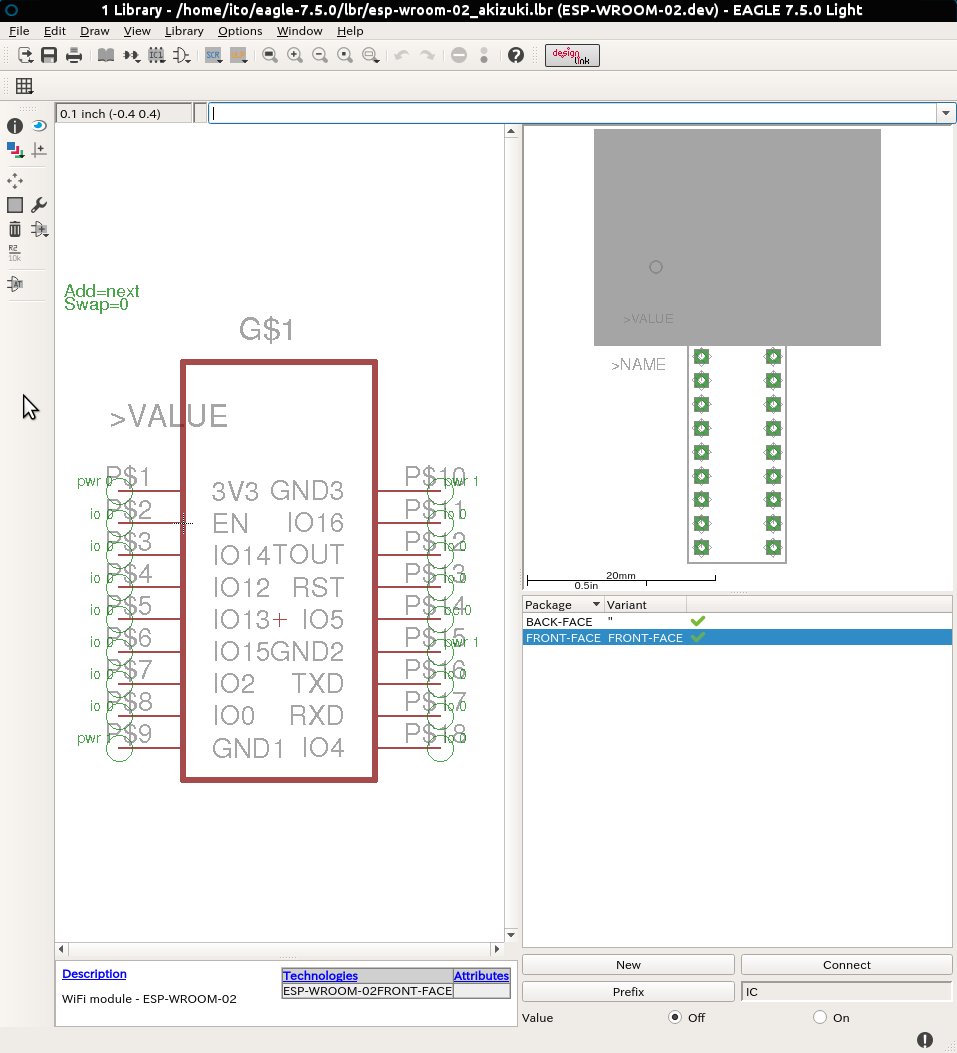 1 Library - /home/ito/eagle-7.5.0/lbr/esp-wroom-02_akizuki.lbr (ESP-WROOM-02.dev) - EAGLE 7.5.0 Light
File Edit Draw View Library Options Window Help
SCR
design link
0.1 inch (-0.4 0.4)
R2
10k
Add=next
Swap=0
G$1
>VALUE
pwr 0 P$1 3V3 GND3 P$10 pwr 1
io 0 P$2 EN IO16 P$11 io 0
io 0 P$3 IO14 TOUT P$12 io 0
io 0 P$4 IO12 RST P$13 io 0
io 0 P$5 IO13 IO5 P$14 io 0
io 0 P$6 IO15 GND2 P$15 pwr 1
io 0 P$7 IO2 TXD P$16 io 0
io 0 P$8 IO0 RXD P$17 io 0
pwr P$9 GND1 IO4 P$18 io 0
>VALUE
>NAME
20mm
0.5in
Package Variant
BACK-FACE ''
FRONT-FACE FRONT-FACE
Description
WiFi module - ESP-WROOM-02
Technologies Attributes
ESP-WROOM-02FRONT-FACE
New Connect
Prefix IC
Value Off On